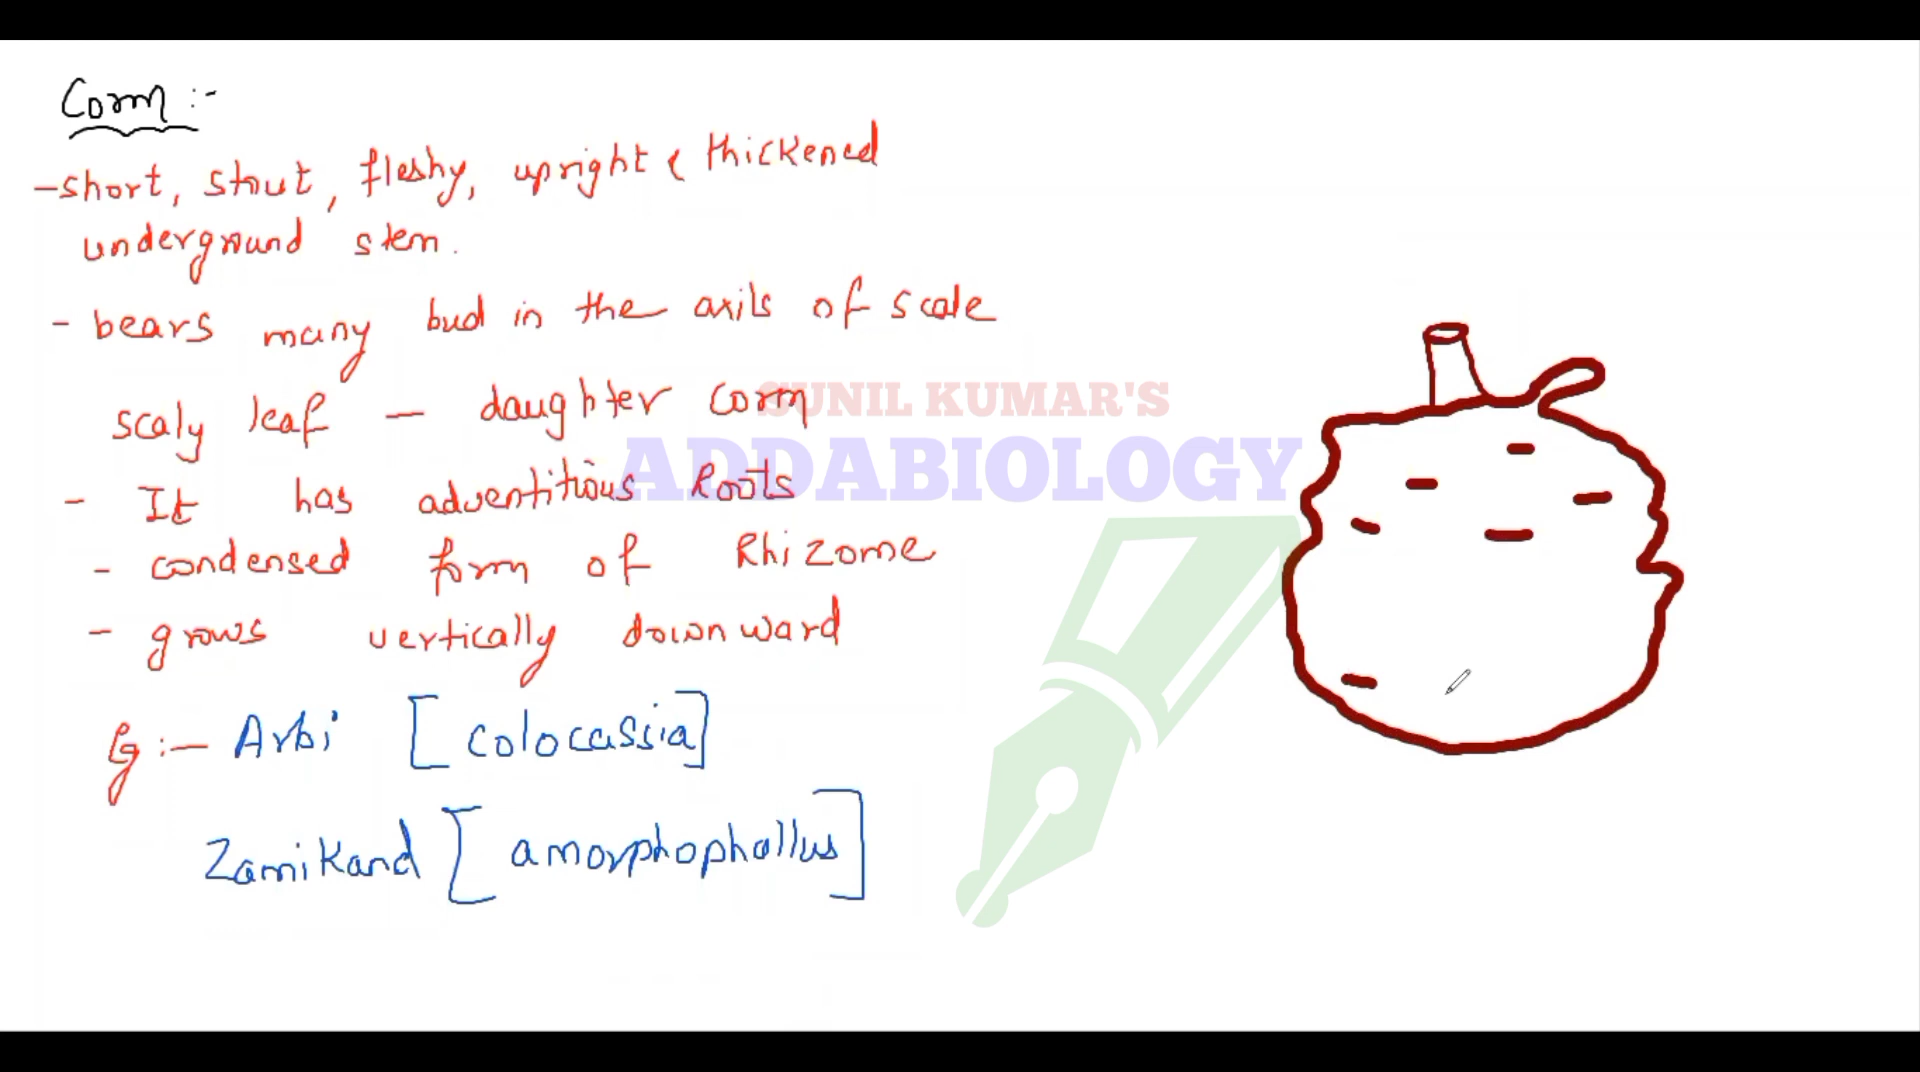 Corm :-
- short, stout, fleshy, upright & thickened
underground stem.
- bears many bud in the axils of scale
scaly leaf — daughter corm
SUNIL KUMAR'S
ADDABIOLOGY
- It has adventitious Roots
- condensed form of Rhizome
- grows vertically downward
Eg :- Arbi [colocassia]
Zamikand [amorphophallus]